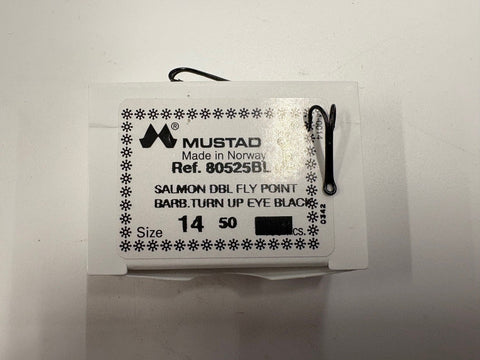 ®
MUSTAD
Made in Norway
Ref. 80525BL
SALMON DBL FLY POINT
BARB.TURN UP EYE BLACK
Size 14 50 cs.
0342